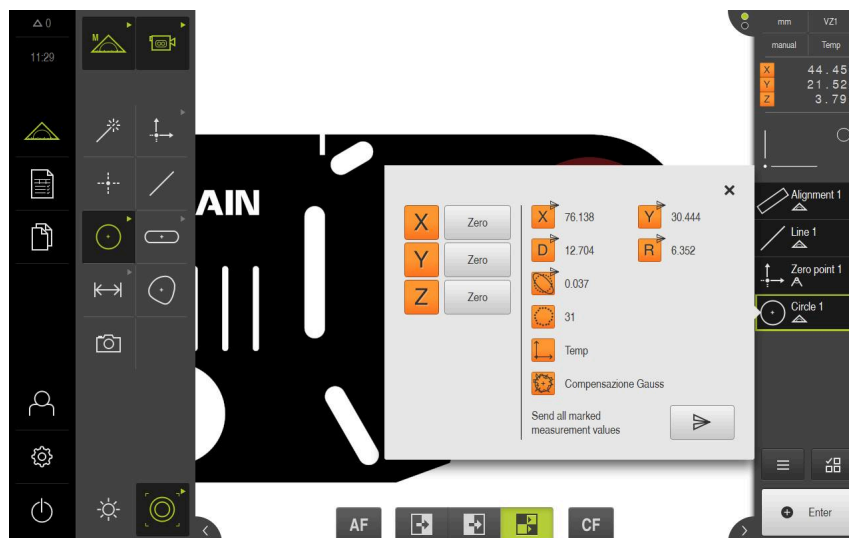 0
11:29
M
AIN
X Zero
Y Zero
Z Zero
X 76.138 Y 30.444
D 12.704 R 6.352
0.037
31
Temp
Compensazione Gauss
Send all marked
measurement values
AF
CF
mm VZ1
manual Temp
X 44.45
Y 21.52
Z 3.79
Alignment 1
Line 1
Zero point 1
Circle 1
Enter